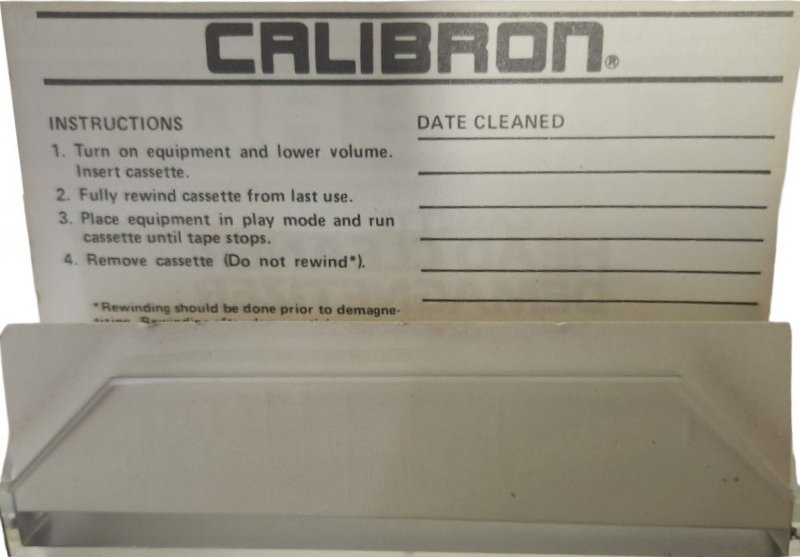 CALIBRON®
INSTRUCTIONS
1. Turn on equipment and lower volume.
Insert cassette.
2. Fully rewind cassette from last use.
3. Place equipment in play mode and run
cassette until tape stops.
4. Remove cassette (Do not rewind*).
*Rewinding should be done prior to demagne-
DATE CLEANED